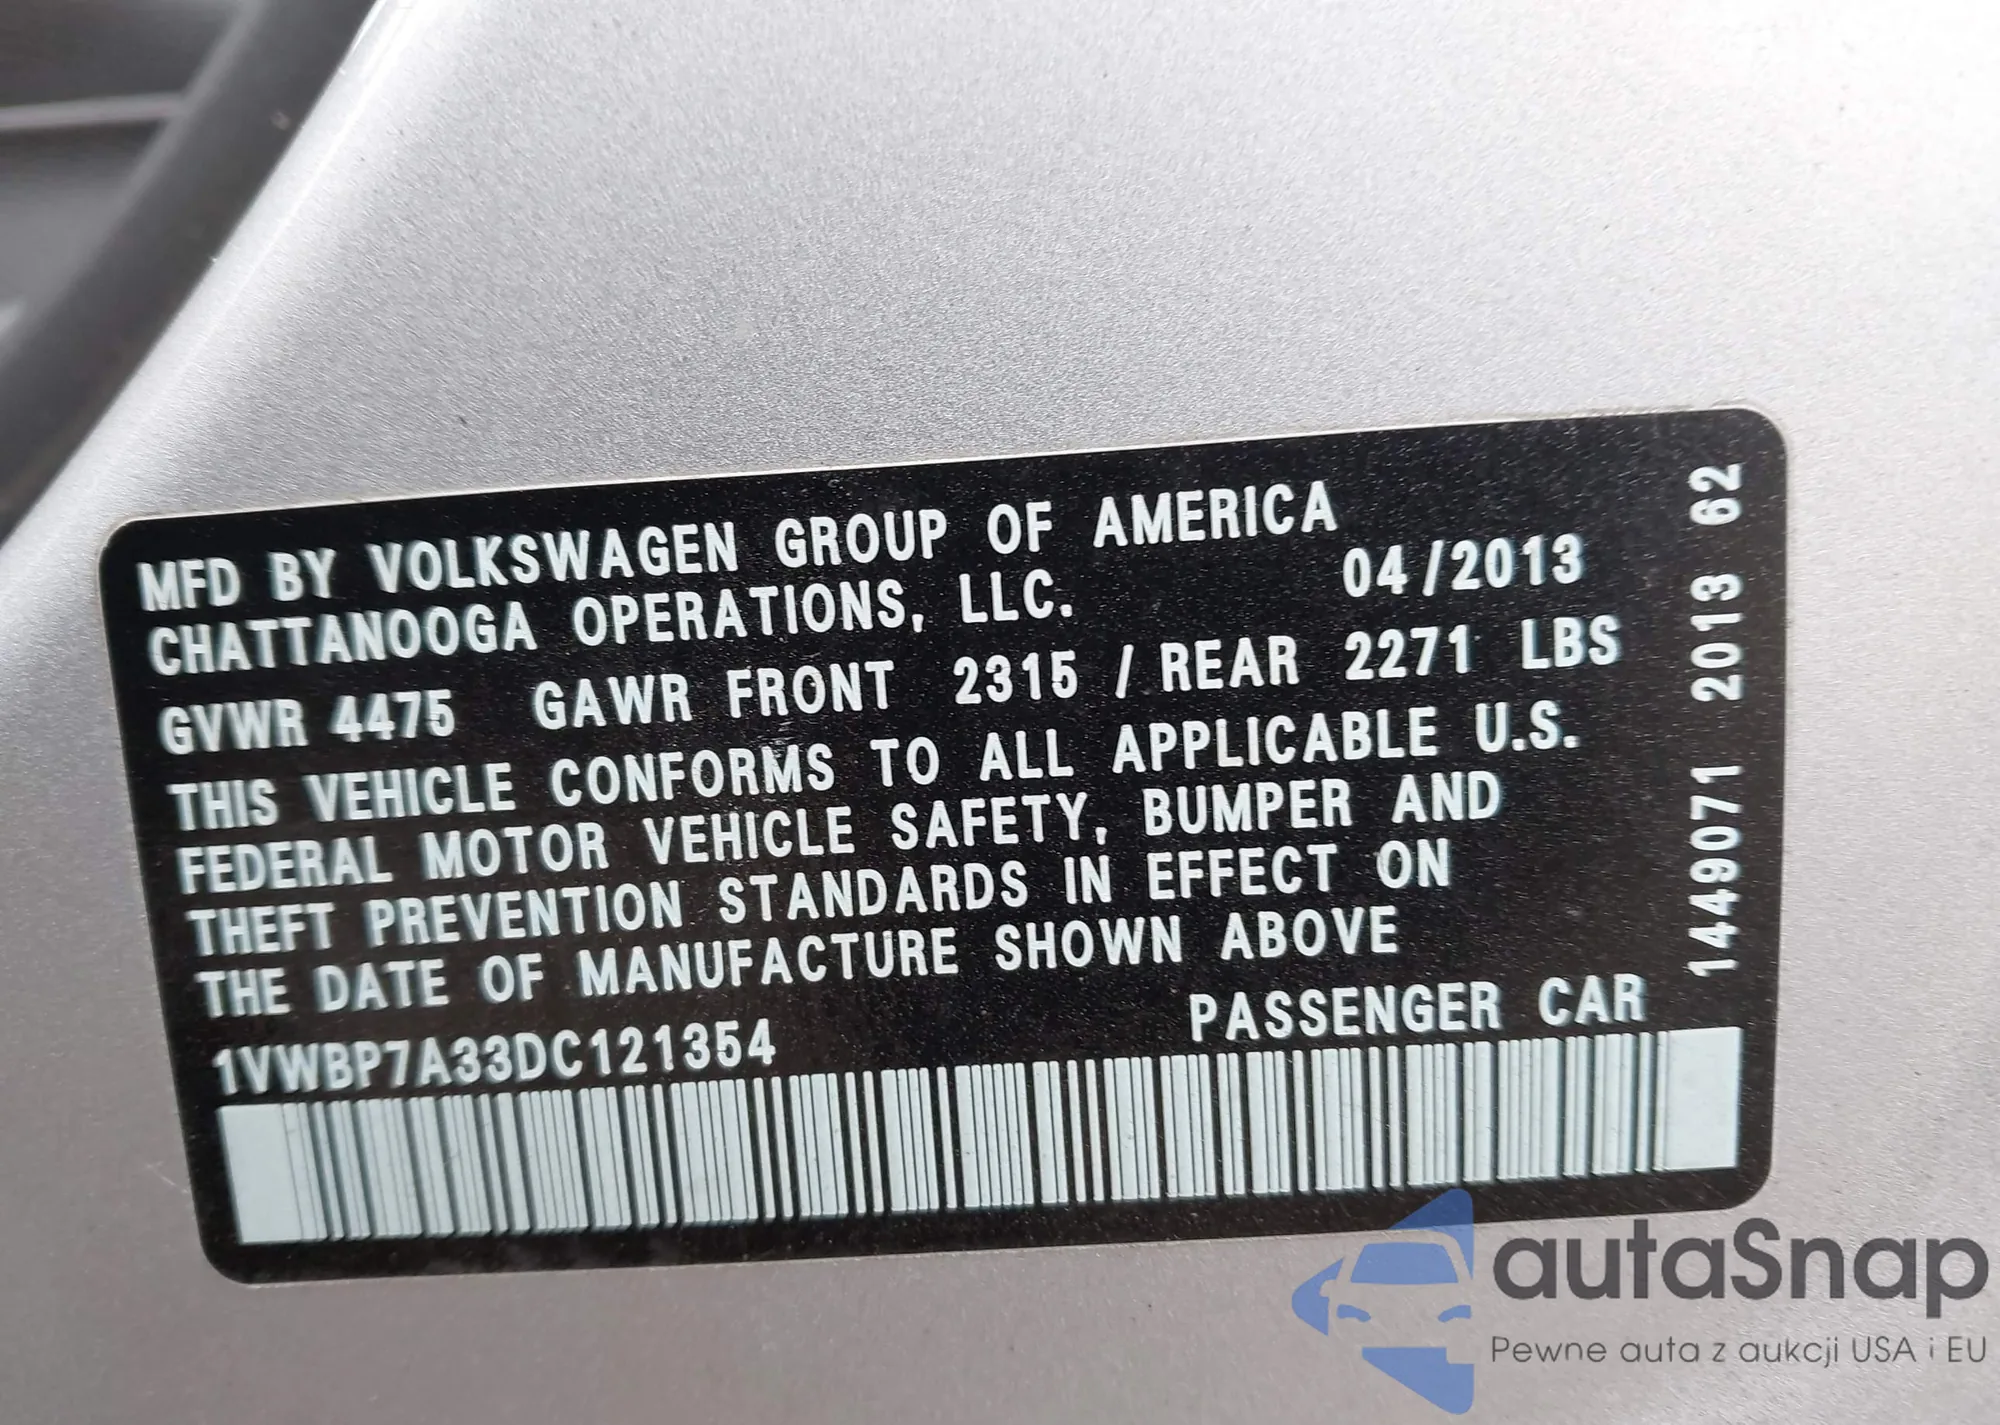 MFD BY VOLKSWAGEN GROUP OF AMERICA
CHATTANOOGA OPERATIONS, LLC. 04/2013
GVWR 4475 GAWR FRONT 2315 / REAR 2271 LBS
THIS VEHICLE CONFORMS TO ALL APPLICABLE U.S.
FEDERAL MOTOR VEHICLE SAFETY, BUMPER AND
THEFT PREVENTION STANDARDS IN EFFECT ON
THE DATE OF MANUFACTURE SHOWN ABOVE
1VWBP7A33DC121354 PASSENGER CAR
1449071 2013 62
autaSnap
Pewne auta z aukcji USA i EU